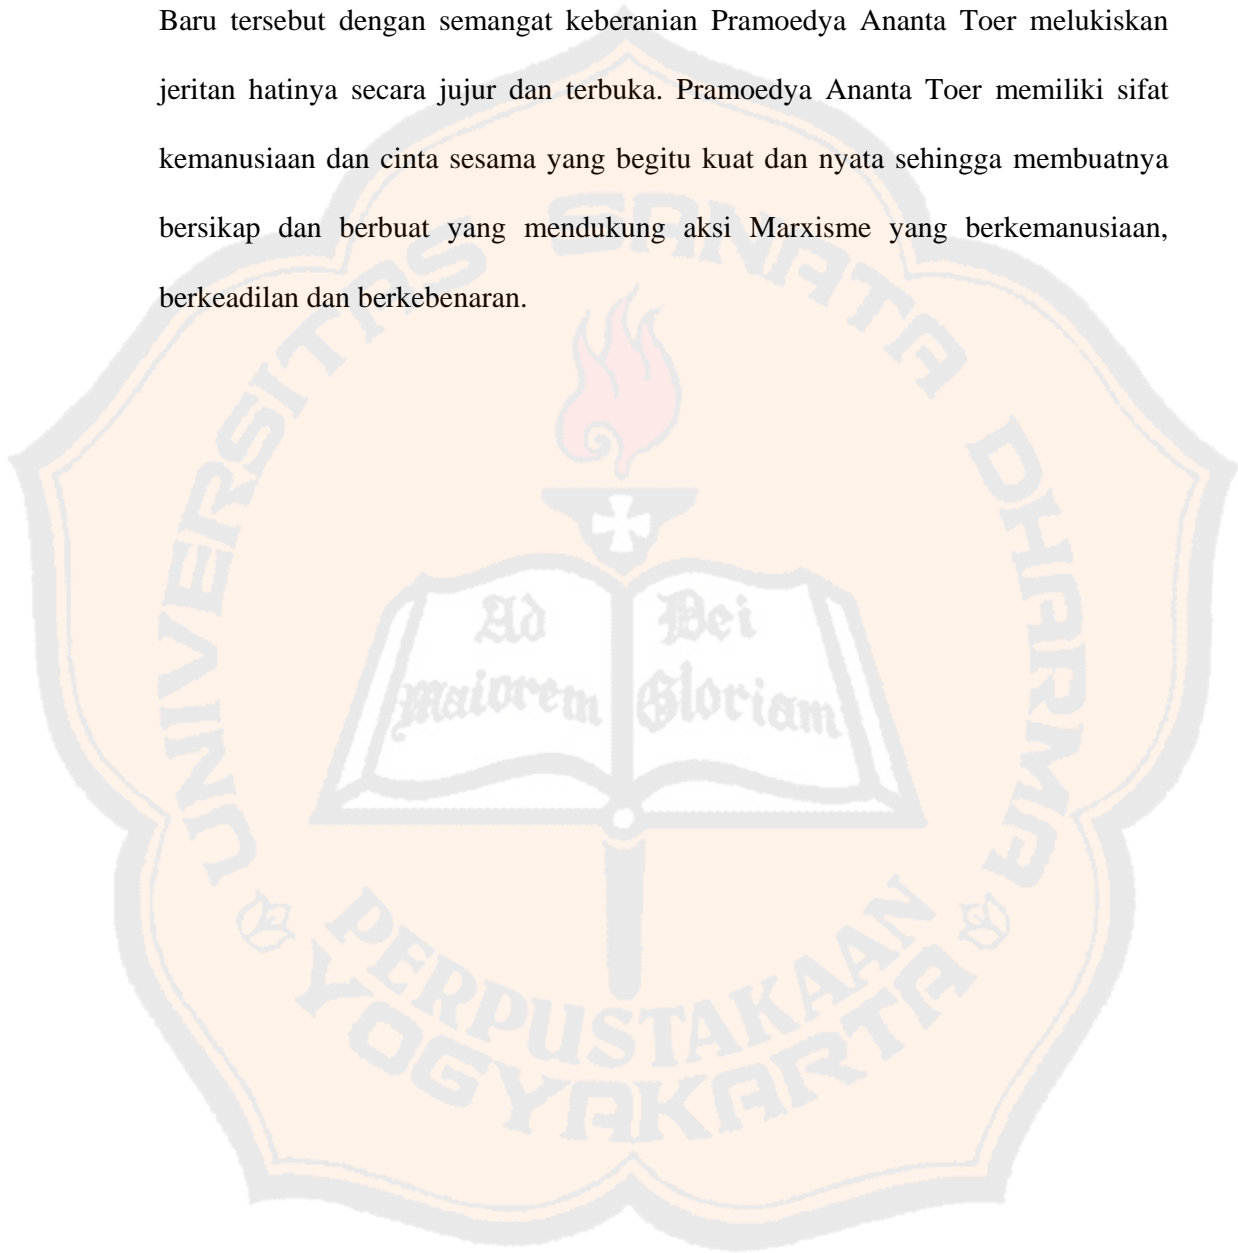 Baru tersebut dengan semangat keberanian Pramoedya Ananta Toer melukiskan
jeritan hatinya secara jujur dan terbuka. Pramoedya Ananta Toer memiliki sifat
kemanusiaan dan cinta sesama yang begitu kuat dan nyata sehingga membuatnya
bersikap dan berbuat yang mendukung aksi Marxisme yang berkemanusiaan,
berkeadilan dan berkebenaran.
UNIVERSITAS SANATA DHARMA
Ad Dei
Maiorem Gloriam
PERPUSTAKAAN
YOGYAKARTA